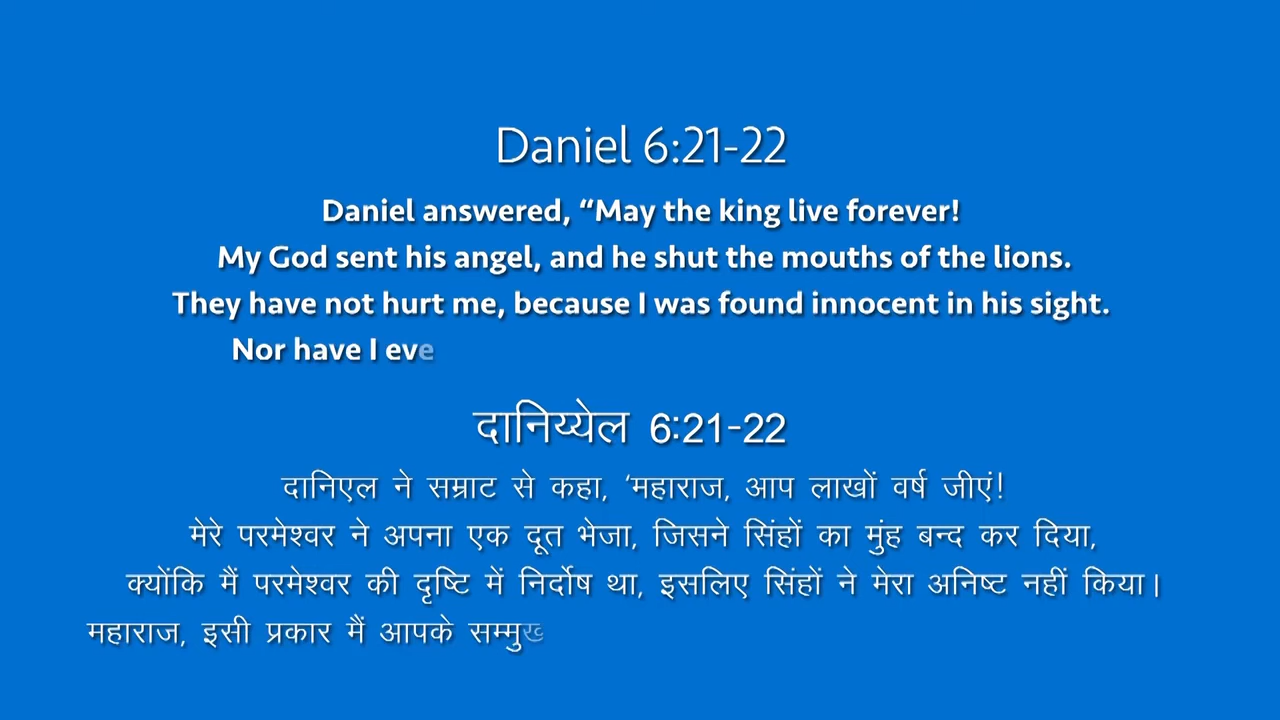 Daniel 6:21-22
Daniel answered, “May the king live forever!
My God sent his angel, and he shut the mouths of the lions.
They have not hurt me, because I was found innocent in his sight.
Nor have I eve
दानिय्येल 6:21-22
दानिएल ने सम्राट से कहा, ‘महाराज, आप लाखों वर्ष जीएं!
मेरे परमेश्वर ने अपना एक दूत भेजा, जिसने सिंहों का मुंह बन्द कर दिया,
क्योंकि मैं परमेश्वर की दृष्टि में निर्दोष था, इसलिए सिंहों ने मेरा अनिष्ट नहीं किया।
महाराज, इसी प्रकार मैं आपके सम्मुख